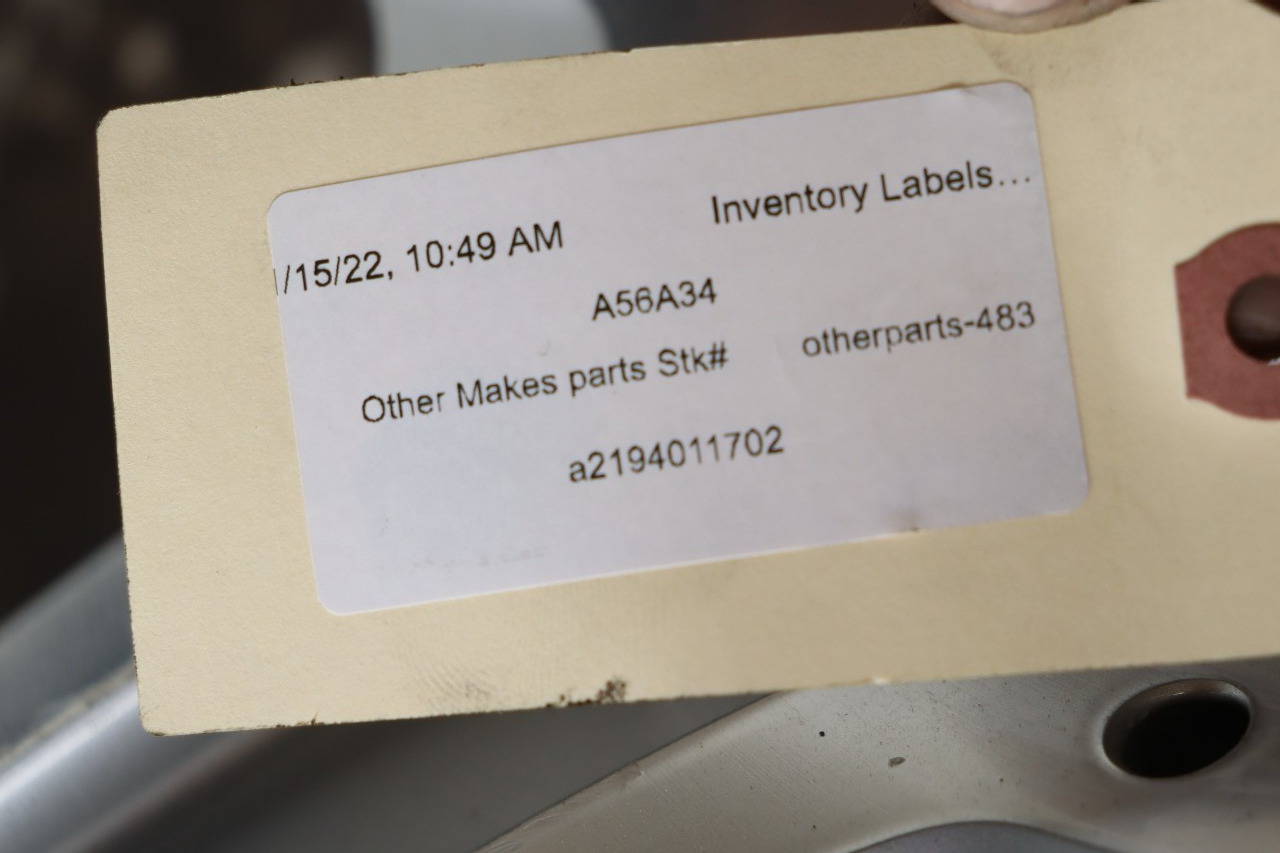 /15/22, 10:49 AM Inventory Labels...
A56A34
Other Makes parts Stk# otherparts-483
a2194011702